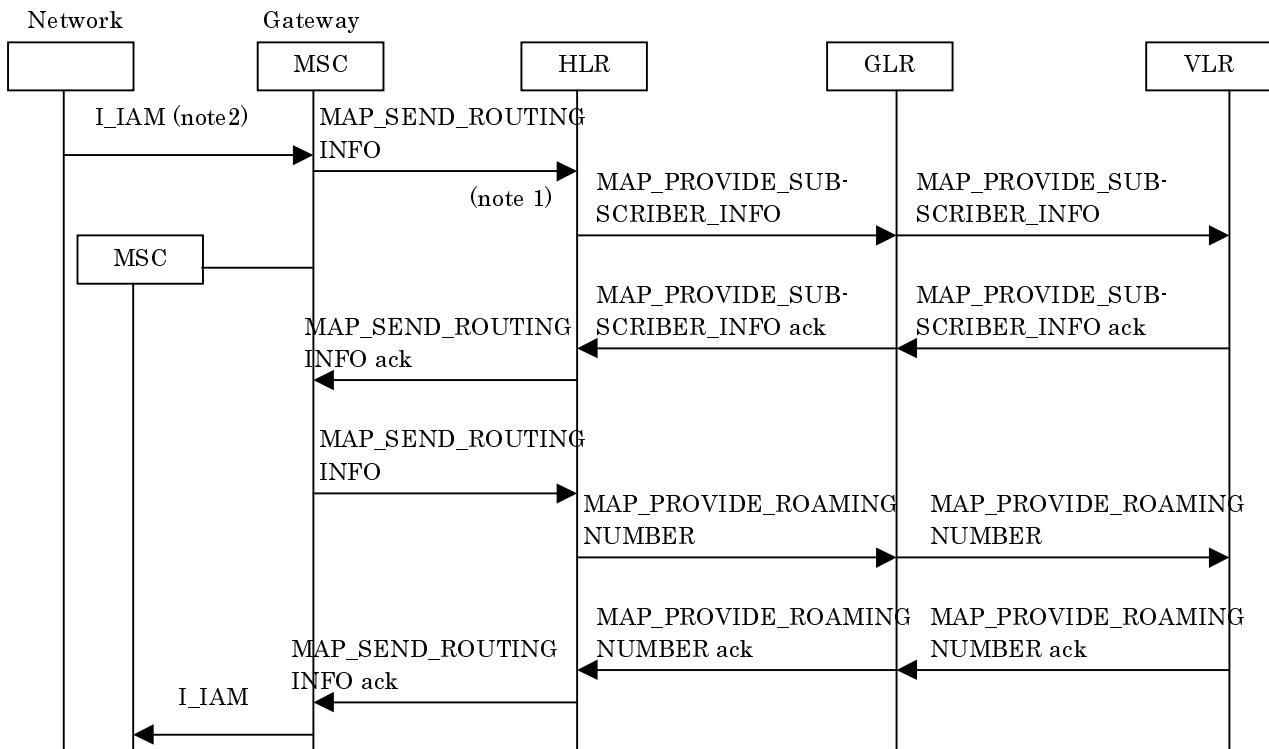 Network
Gateway
MSC
HLR
GLR
VLR
I_IAM (note2)
MAP_SEND_ROUTING
INFO
(note 1)
MAP_PROVIDE_SUB-
SCRIBER_INFO
MAP_PROVIDE_SUB-
SCRIBER_INFO
MSC
MAP_PROVIDE_SUB-
SCRIBER_INFO ack
MAP_PROVIDE_SUB-
SCRIBER_INFO ack
MAP_SEND_ROUTING
INFO ack
MAP_SEND_ROUTING
INFO
MAP_PROVIDE_ROAMING
NUMBER
MAP_PROVIDE_ROAMING
NUMBER
MAP_PROVIDE_ROAMING
NUMBER ack
MAP_PROVIDE_ROAMING
NUMBER ack
MAP_SEND_ROUTING
INFO ack
I_IAM